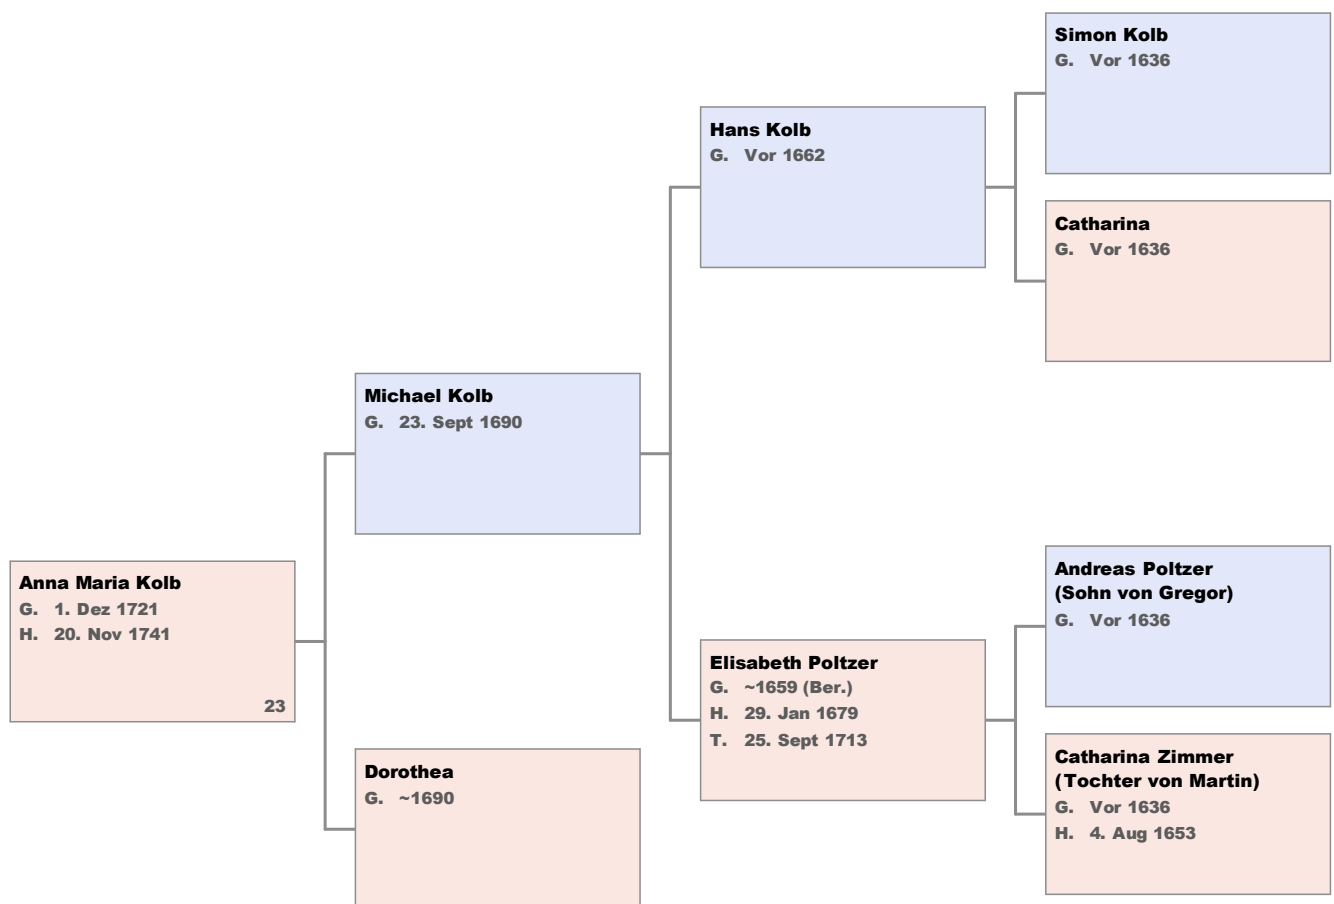 Simon Kolb
G. Vor 1636
Hans Kolb
G. Vor 1662
Catharina
G. Vor 1636
Michael Kolb
G. 23. Sept 1690
Anna Maria Kolb
G. 1. Dez 1721
H. 20. Nov 1741
23
Andreas Poltzer
(Sohn von Gregor)
G. Vor 1636
Elisabeth Poltzer
G. ~1659 (Ber.)
H. 29. Jan 1679
T. 25. Sept 1713
Dorothea
G. ~1690
Catharina Zimmer
(Tochter von Martin)
G. Vor 1636
H. 4. Aug 1653